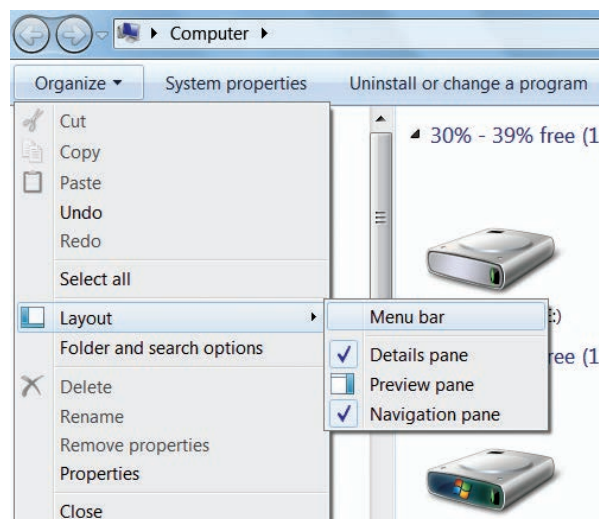 Computer
Organize System properties Uninstall or change a program
Cut
Copy
Paste
Undo
Redo
Select all
Layout
Folder and search options
Delete
Rename
Remove properties
Properties
Close
30% - 39% free (1
Menu bar
Details pane
Preview pane
Navigation pane
:)
ree (1